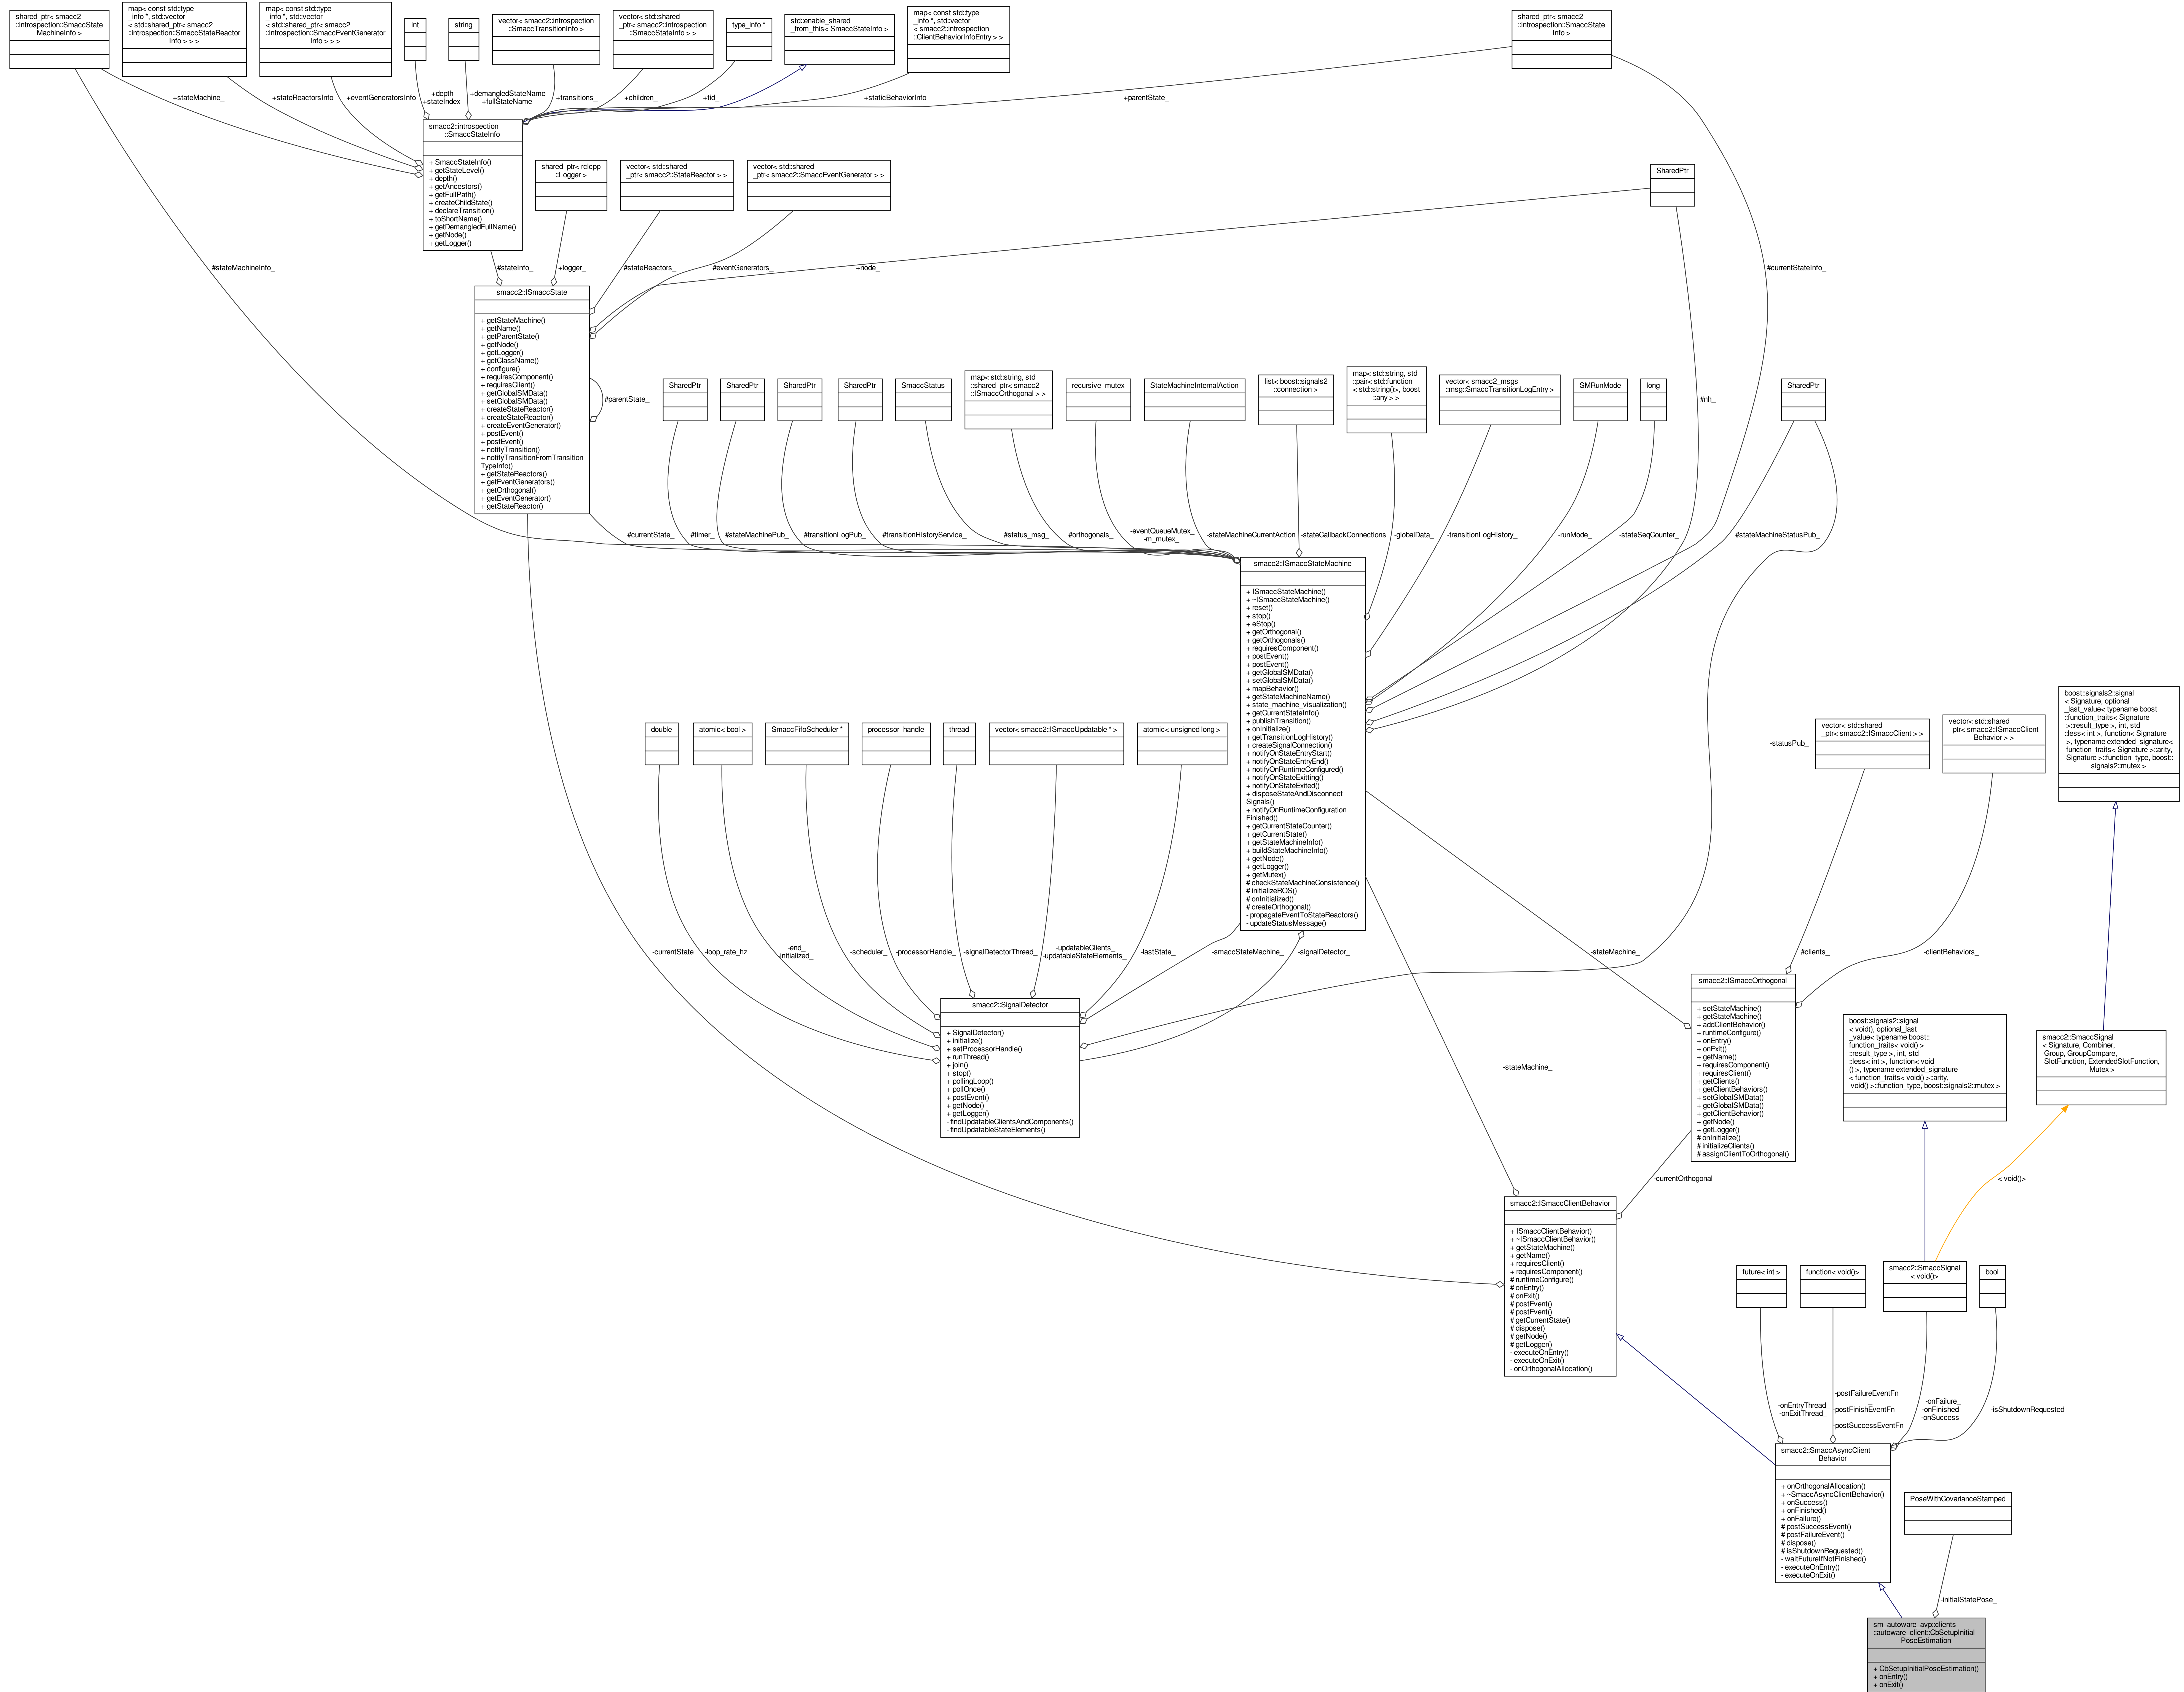 shared_ptr< smacc2
::introspection::SmaccState
MachineInfo >
map< const std::type
_info *, std::vector
< std::shared_ptr< smacc2
::introspection::SmaccStateReactor
Info > > >
map< const std::type
_info *, std::vector
< std::shared_ptr< smacc2
::introspection::SmaccEventGenerator
Info > > >
int
string
vector< smacc2::introspection
::SmaccTransitionInfo >
vector< std::shared
_ptr< smacc2::introspection
::SmaccStateInfo > >
type_info *
std::enable_shared
_from_this< SmaccStateInfo >
map< const std::type
_info *, std::vector
< smacc2::introspection
::ClientBehaviorInfoEntry > >
shared_ptr< smacc2
::introspection::SmaccState
Info >
+stateMachine_
+stateReactorsInfo
+eventGeneratorsInfo
+depth_
+stateIndex_
+demangledStateName
+fullStateName
+transitions_
+children_
+tid_
+staticBehaviorInfo
+parentState_
smacc2::introspection
::SmaccStateInfo
+ SmaccStateInfo()
+ getStateLevel()
+ depth()
+ getAncestors()
+ getFullPath()
+ createChildState()
+ declareTransition()
+ toShortName()
+ getDemangledFullName()
+ getNode()
+ getLogger()
shared_ptr< rclcpp
::Logger >
vector< std::shared
_ptr< smacc2::StateReactor > >
vector< std::shared
_ptr< smacc2::SmaccEventGenerator > >
SharedPtr
#stateMachineInfo_
#stateInfo_
+logger_
#stateReactors_
#eventGenerators_
+node_
#currentStateInfo_
smacc2::ISmaccState
+ getStateMachine()
+ getName()
+ getParentState()
+ getNode()
+ getLogger()
+ getClassName()
+ configure()
+ requiresComponent()
+ requiresClient()
+ getGlobalSMData()
+ setGlobalSMData()
+ createStateReactor()
+ createStateReactor()
+ createEventGenerator()
+ postEvent()
+ postEvent()
+ notifyTransition()
+ notifyTransitionFromTransition
TypeInfo()
+ getStateReactors()
+ getEventGenerators()
+ getOrthogonal()
+ getEventGenerator()
+ getStateReactor()
#parentState_
SharedPtr
SharedPtr
SharedPtr
SharedPtr
SmaccStatus
map< std::string, std
::shared_ptr< smacc2
::ISmaccOrthogonal > >
recursive_mutex
StateMachineInternalAction
list< boost::signals2
::connection >
map< std::string, std
::pair< std::function
< std::string()>, boost
::any > >
vector< smacc2_msgs
::msg::SmaccTransitionLogEntry >
SMRunMode
long
#nh_
SharedPtr
#currentState_
#timer_
#stateMachinePub_
#transitionLogPub_
#transitionHistoryService_
#status_msg_
#orthogonals_
-eventQueueMutex_
-m_mutex_
-stateMachineCurrentAction
-stateCallbackConnections
-globalData_
-transitionLogHistory_
-runMode_
-stateSeqCounter_
#stateMachineStatusPub_
smacc2::ISmaccStateMachine
+ ISmaccStateMachine()
+ ~ISmaccStateMachine()
+ reset()
+ stop()
+ eStop()
+ getOrthogonal()
+ getOrthogonals()
+ requiresComponent()
+ postEvent()
+ postEvent()
+ getGlobalSMData()
+ setGlobalSMData()
+ mapBehavior()
+ getStateMachineName()
+ state_machine_visualization()
+ getCurrentStateInfo()
+ publishTransition()
+ onInitialize()
+ getTransitionLogHistory()
+ createSignalConnection()
+ notifyOnStateEntryStart()
+ notifyOnStateEntryEnd()
+ notifyOnRuntimeConfigured()
+ notifyOnStateExitting()
+ notifyOnStateExited()
+ disposeStateAndDisconnect
Signals()
+ notifyOnRuntimeConfiguration
Finished()
+ getCurrentStateCounter()
+ getCurrentState()
+ getStateMachineInfo()
+ buildStateMachineInfo()
+ getNode()
+ getLogger()
+ getMutex()
# checkStateMachineConsistence()
# initializeROS()
# onInitialized()
# createOrthogonal()
- propagateEventToStateReactors()
- updateStatusMessage()
double
atomic< bool >
SmaccFifoScheduler *
processor_handle
thread
vector< smacc2::ISmaccUpdatable * >
atomic< unsigned long >
-statusPub_
vector< std::shared
_ptr< smacc2::ISmaccClient > >
vector< std::shared
_ptr< smacc2::ISmaccClient
Behavior > >
boost::signals2::signal
< Signature, optional
_last_value< typename boost
::function_traits< Signature
>::result_type >, int, std
::less< int >, function< Signature
>, typename extended_signature<
function_traits< Signature >::arity,
Signature >::function_type, boost::
signals2::mutex >
-currentState
-loop_rate_hz
-end_
-initialized_
-scheduler_
-processorHandle_
-signalDetectorThread_
-updatableClients_
-updatableStateElements_
-lastState_
-smaccStateMachine_
-signalDetector_
-stateMachine_
#clients_
-clientBehaviors_
smacc2::SignalDetector
+ SignalDetector()
+ initialize()
+ setProcessorHandle()
+ runThread()
+ join()
+ stop()
+ pollingLoop()
+ pollOnce()
+ postEvent()
+ getNode()
+ getLogger()
- findUpdatableClientsAndComponents()
- findUpdatableStateElements()
smacc2::ISmaccOrthogonal
+ setStateMachine()
+ getStateMachine()
+ addClientBehavior()
+ runtimeConfigure()
+ onEntry()
+ onExit()
+ getName()
+ requiresComponent()
+ requiresClient()
+ getClients()
+ getClientBehaviors()
+ setGlobalSMData()
+ getGlobalSMData()
+ getClientBehavior()
+ getNode()
+ getLogger()
# onInitialize()
# initializeClients()
# assignClientToOrthogonal()
boost::signals2::signal
< void(), optional_last
_value< typename boost::
function_traits< void() >
::result_type >, int, std
::less< int >, function< void
() >, typename extended_signature
< function_traits< void() >::arity,
void() >::function_type, boost::signals2::mutex >
smacc2::SmaccSignal
< Signature, Combiner,
Group, GroupCompare,
SlotFunction, ExtendedSlotFunction,
Mutex >
-stateMachine_
-currentOrthogonal
< void()>
smacc2::ISmaccClientBehavior
+ ISmaccClientBehavior()
+ ~ISmaccClientBehavior()
+ getStateMachine()
+ getName()
+ requiresClient()
+ requiresComponent()
# runtimeConfigure()
# onEntry()
# onExit()
# postEvent()
# postEvent()
# getCurrentState()
# dispose()
# getNode()
# getLogger()
- executeOnEntry()
- executeOnExit()
- onOrthogonalAllocation()
future< int >
function< void()>
smacc2::SmaccSignal
< void()>
bool
-onEntryThread_
-onExitThread_
-postFailureEventFn
_
-postFinishEventFn
_
-postSuccessEventFn_
-onFailure_
-onFinished_
-onSuccess_
-isShutdownRequested_
smacc2::SmaccAsyncClient
Behavior
+ onOrthogonalAllocation()
+ ~SmaccAsyncClientBehavior()
+ onSuccess()
+ onFinished()
+ onFailure()
# postSuccessEvent()
# postFailureEvent()
# dispose()
# isShutdownRequested()
- waitFutureIfNotFinished()
- executeOnEntry()
- executeOnExit()
PoseWithCovarianceStamped
-initialStatePose_
sm_autoware_avp::clients
::autoware_client::CbSetupInitial
PoseEstimation
+ CbSetupInitialPoseEstimation()
+ onEntry()
+ onExit()